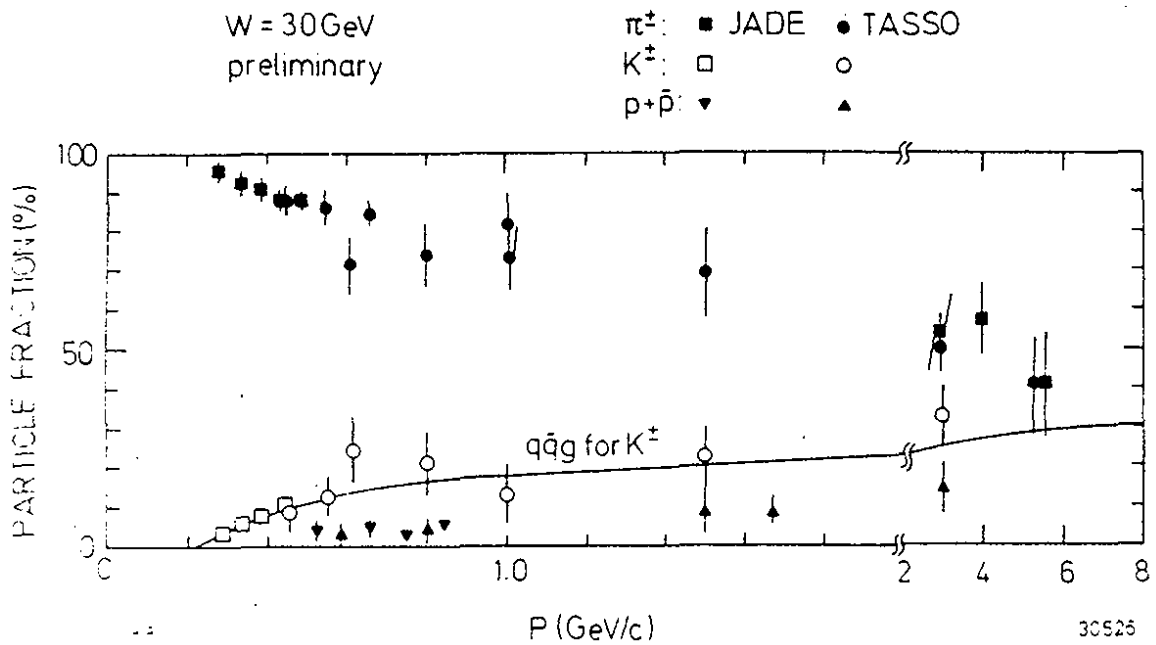 W = 30 GeV
preliminary
π±: ■ JADE ● TASSO
K±: □ ○
p+p̄: ▼ ▲
100
50
0
PARTICLE FRACTION (%)
qq̄g for K±
0 1.0 2 4 6 8
P (GeV/c)
30526